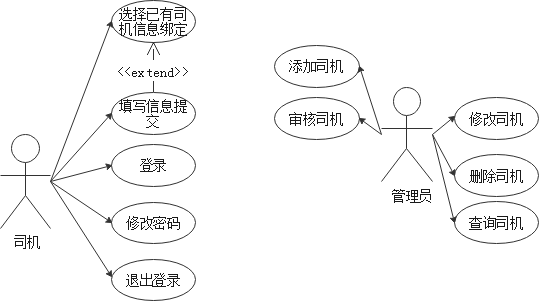 选择已有司
机信息绑定
<<extend>>
填写信息提
交
登录
修改密码
退出登录
司机
添加司机
审核司机
管理员
修改司机
删除司机
查询司机